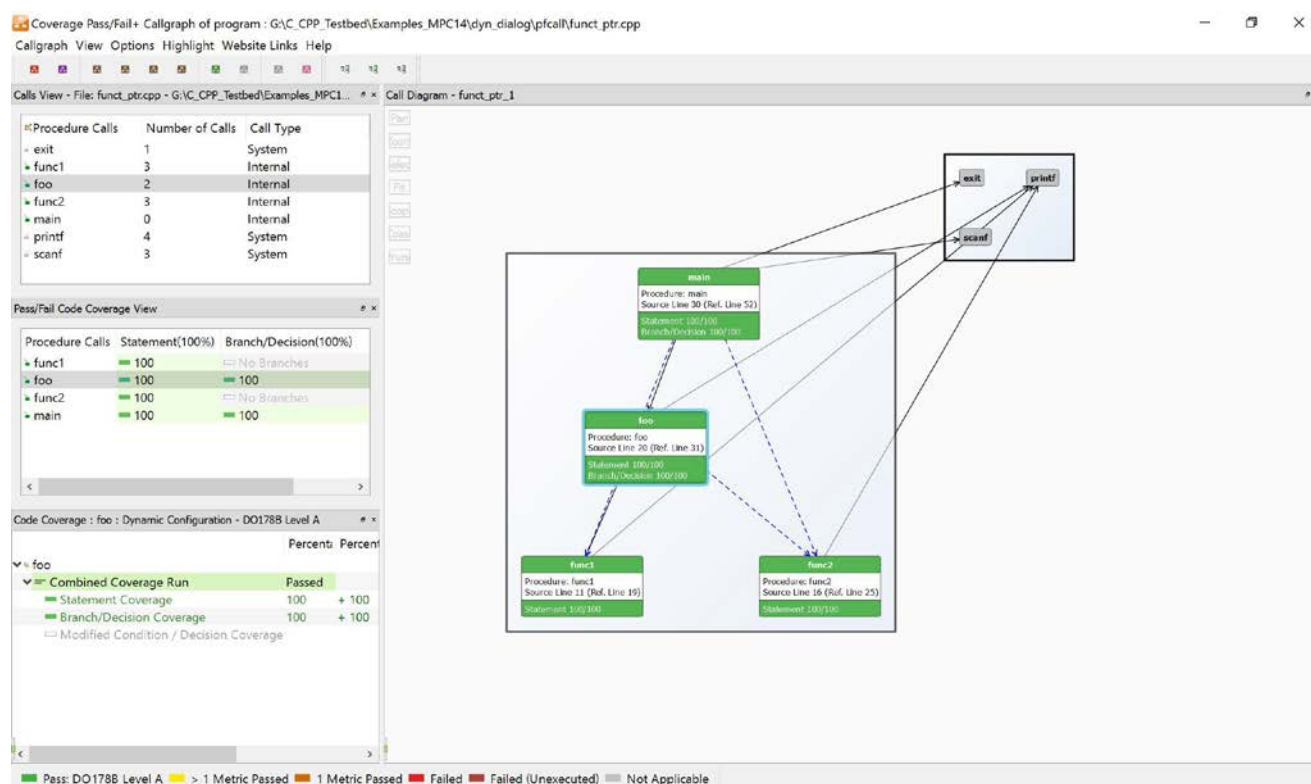 Coverage Pass/Fail+ Callgraph of program : G:\C_CPP_Testbed\Examples_MPC14\dyn_dialog\pfcall\funct_ptr.cpp
Callgraph View Options Highlight Website Links Help
Calls View - File: funct_ptr.cpp - G:\C_CPP_Testbed\Examples_MPC1...
Procedure Calls Number of Calls Call Type
exit 1 System
func1 3 Internal
foo 2 Internal
func2 3 Internal
main 0 Internal
printf 4 System
scanf 3 System
Pass/Fail Code Coverage View
Procedure Calls Statement(100%) Branch/Decision(100%)
func1 100 No Branches
foo 100 100
func2 100 No Branches
main 100 100
Code Coverage : foo : Dynamic Configuration - DO178B Level A
Percent Percent
foo
Combined Coverage Run Passed
Statement Coverage 100 + 100
Branch/Decision Coverage 100 + 100
Modified Condition / Decision Coverage
Call Diagram - funct_ptr_1
exit
printf
scanf
main
Procedure: main
Source Line 30 (Ref. Line 52)
Statement 100/100
Branch/Decision 100/100
foo
Procedure: foo
Source Line 20 (Ref. Line 31)
Statement 100/100
Branch/Decision 100/100
func1
Procedure: func1
Source Line 11 (Ref. Line 19)
Statement 100/100
func2
Procedure: func2
Source Line 16 (Ref. Line 25)
Statement 100/100
Pass: DO178B Level A > 1 Metric Passed 1 Metric Passed Failed Failed (Unexecuted) Not Applicable